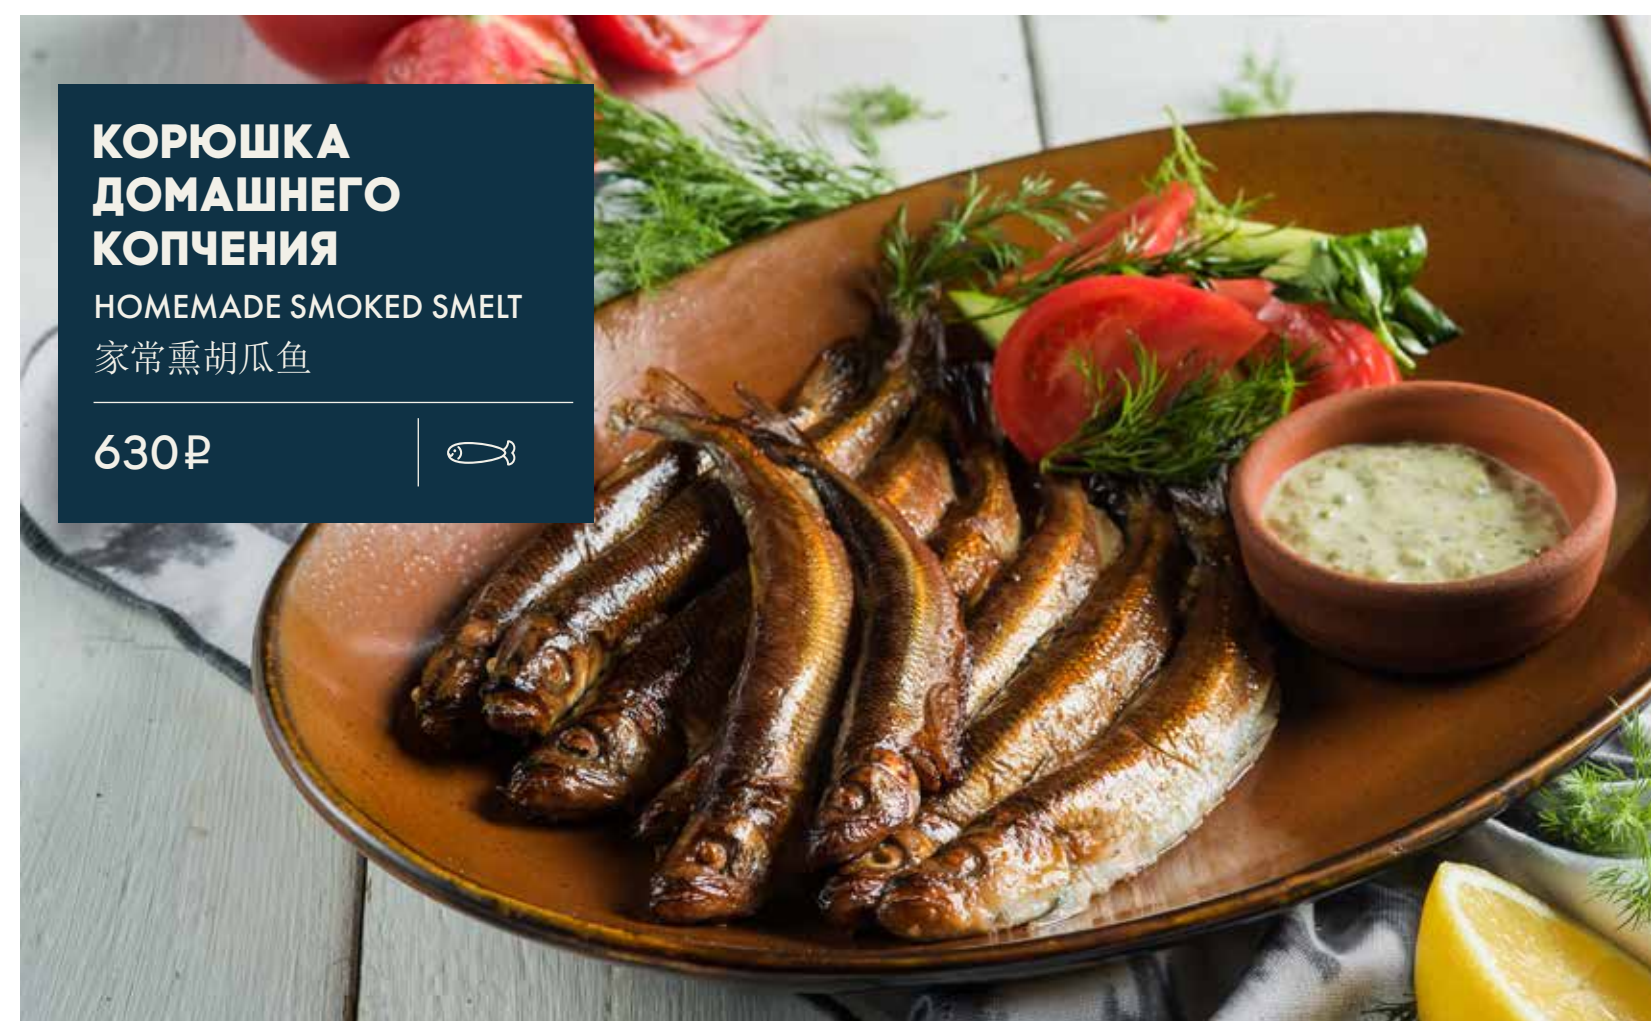 КОРЮШКА
ДОМАШНЕГО
КОПЧЕНИЯ
HOMEMADE SMOKED SMELT
家常熏胡瓜鱼
630₽